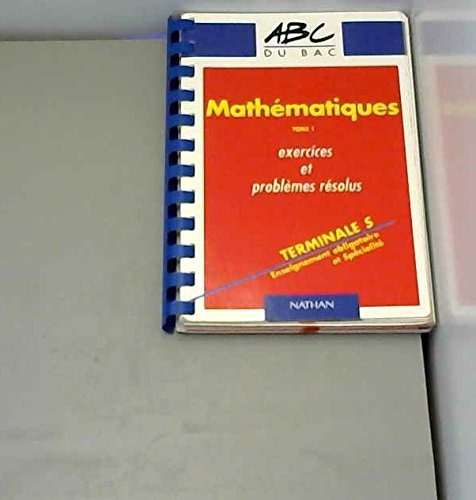 ABC
DU BAC
Mathématiques
TOME 1
exercices
et
problèmes résolus
TERMINALE S
Enseignement obligatoire
et Spécialité
NATHAN